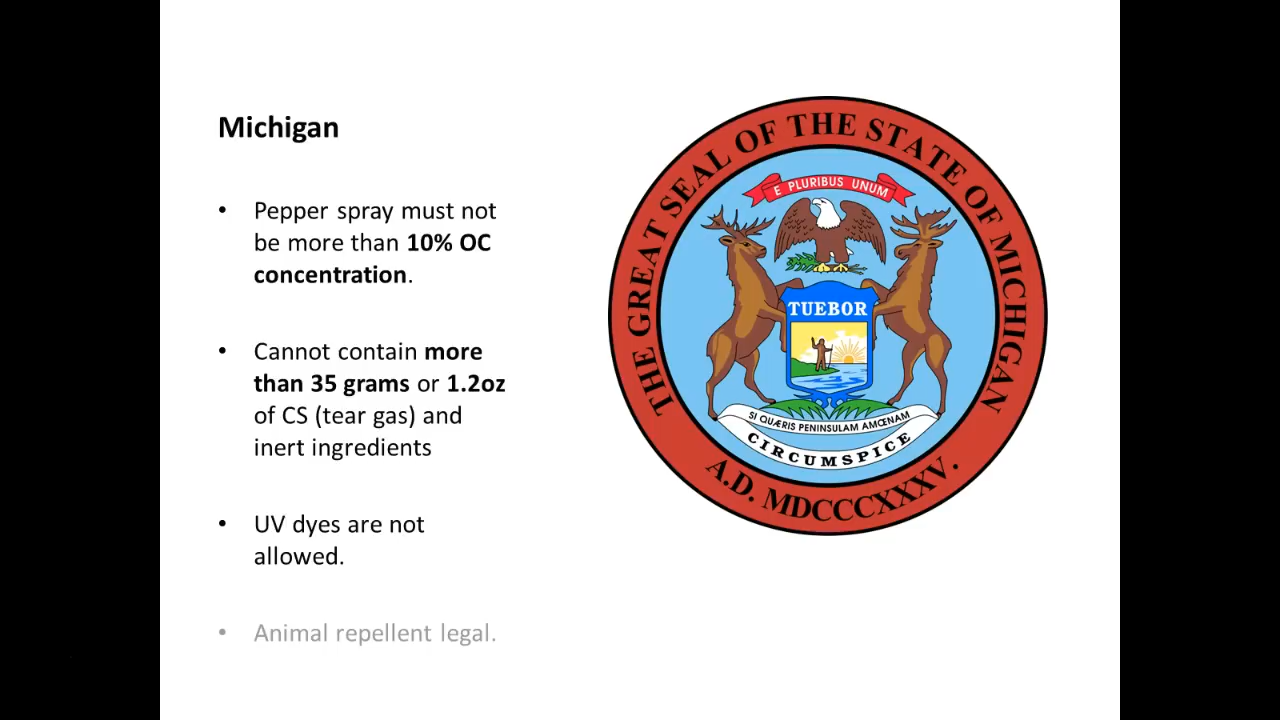 Michigan
• Pepper spray must not
be more than 10% OC
concentration.
• Cannot contain more
than 35 grams or 1.2oz
of CS (tear gas) and
inert ingredients
• UV dyes are not
allowed.
• Animal repellent legal.
THE GREAT SEAL OF THE STATE OF MICHIGAN
E PLURIBUS UNUM
TUEBOR
SI QUÆRIS PENINSULAM AMŒNAM
CIRCUMSPICE
A.D. MDCCCXXXV.